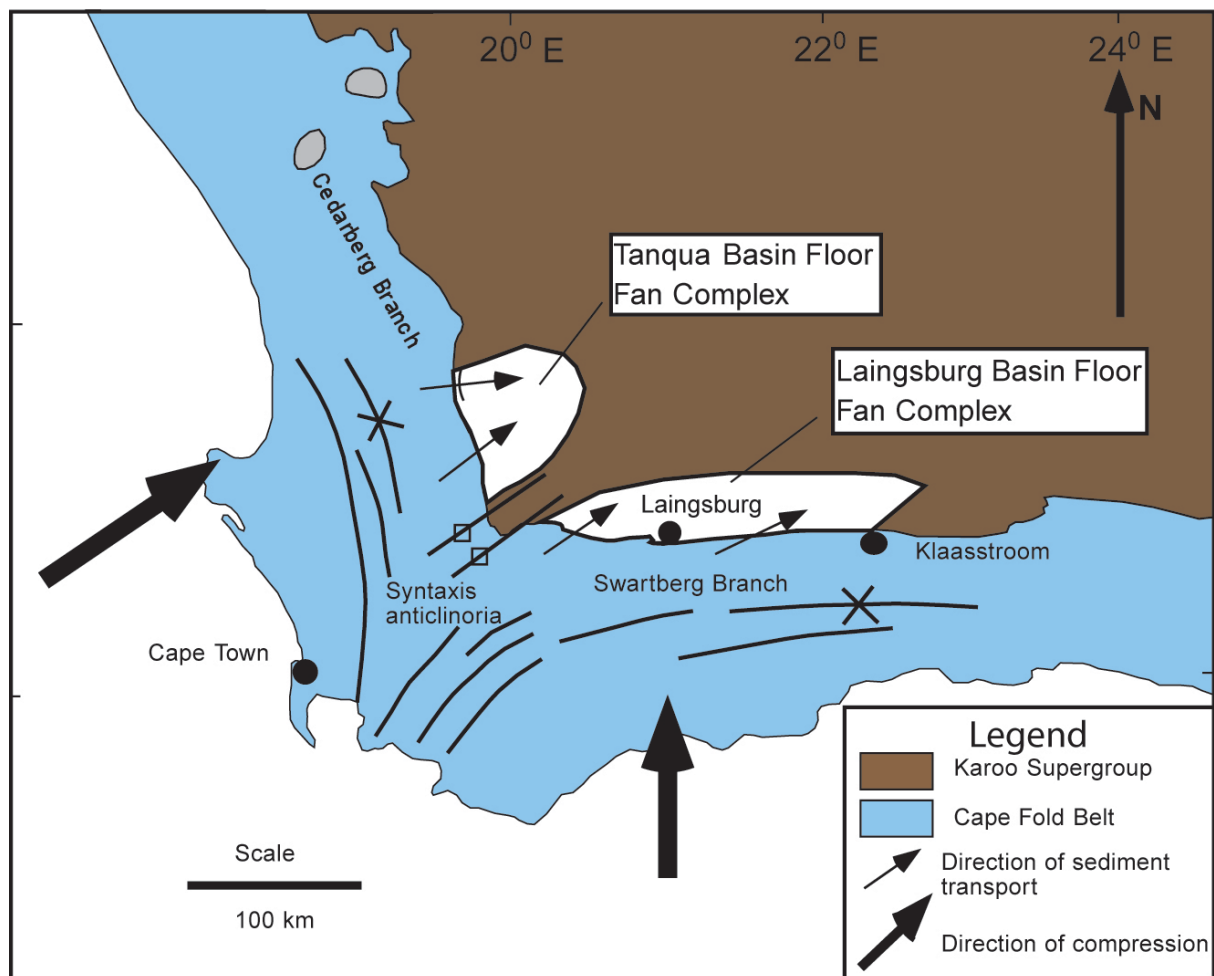 20⁰ E
22⁰ E
24⁰ E
N
Cedarberg Branch
Tanqua Basin Floor
Fan Complex
Laingsburg Basin Floor
Fan Complex
Laingsburg
Klaasstroom
Swartberg Branch
Syntaxis
anticlinoria
Cape Town
Scale
100 km
Legend
Karoo Supergroup
Cape Fold Belt
Direction of sediment
transport
Direction of compression